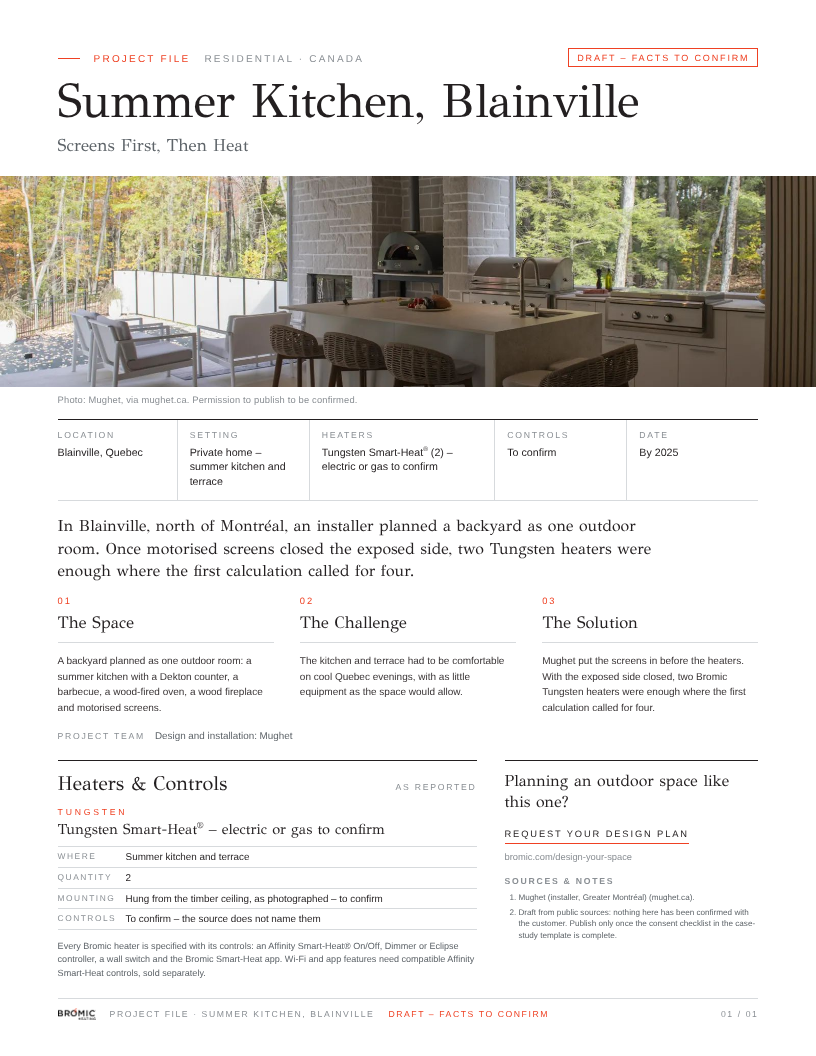 PROJECT FILE RESIDENTIAL · CANADA
DRAFT – FACTS TO CONFIRM
Summer Kitchen, Blainville
Screens First, Then Heat
Photo: Mughet, via mughet.ca. Permission to publish to be confirmed.
LOCATION
Blainville, Quebec
SETTING
Private home –
summer kitchen and
terrace
HEATERS
Tungsten Smart-Heat® (2) –
electric or gas to confirm
CONTROLS
To confirm
DATE
By 2025
In Blainville, north of Montréal, an installer planned a backyard as one outdoor
room. Once motorised screens closed the exposed side, two Tungsten heaters were
enough where the first calculation called for four.
01
The Space
A backyard planned as one outdoor room: a
summer kitchen with a Dekton counter, a
barbecue, a wood-fired oven, a wood fireplace
and motorised screens.
02
The Challenge
The kitchen and terrace had to be comfortable
on cool Quebec evenings, with as little
equipment as the space would allow.
03
The Solution
Mughet put the screens in before the heaters.
With the exposed side closed, two Bromic
Tungsten heaters were enough where the first
calculation called for four.
PROJECT TEAM Design and installation: Mughet
Heaters & Controls
AS REPORTED
TUNGSTEN
Tungsten Smart-Heat® – electric or gas to confirm
WHERE Summer kitchen and terrace
QUANTITY 2
MOUNTING Hung from the timber ceiling, as photographed – to confirm
CONTROLS To confirm – the source does not name them
Every Bromic heater is specified with its controls: an Affinity Smart-Heat® On/Off, Dimmer or Eclipse
controller, a wall switch and the Bromic Smart-Heat app. Wi-Fi and app features need compatible Affinity
Smart-Heat controls, sold separately.
Planning an outdoor space like
this one?
REQUEST YOUR DESIGN PLAN
bromic.com/design-your-space
SOURCES & NOTES
1. Mughet (installer, Greater Montréal) (mughet.ca).
2. Draft from public sources: nothing here has been confirmed with
the customer. Publish only once the consent checklist in the case-
study template is complete.
BROMIC
HEATING
PROJECT FILE · SUMMER KITCHEN, BLAINVILLE DRAFT – FACTS TO CONFIRM
01 / 01